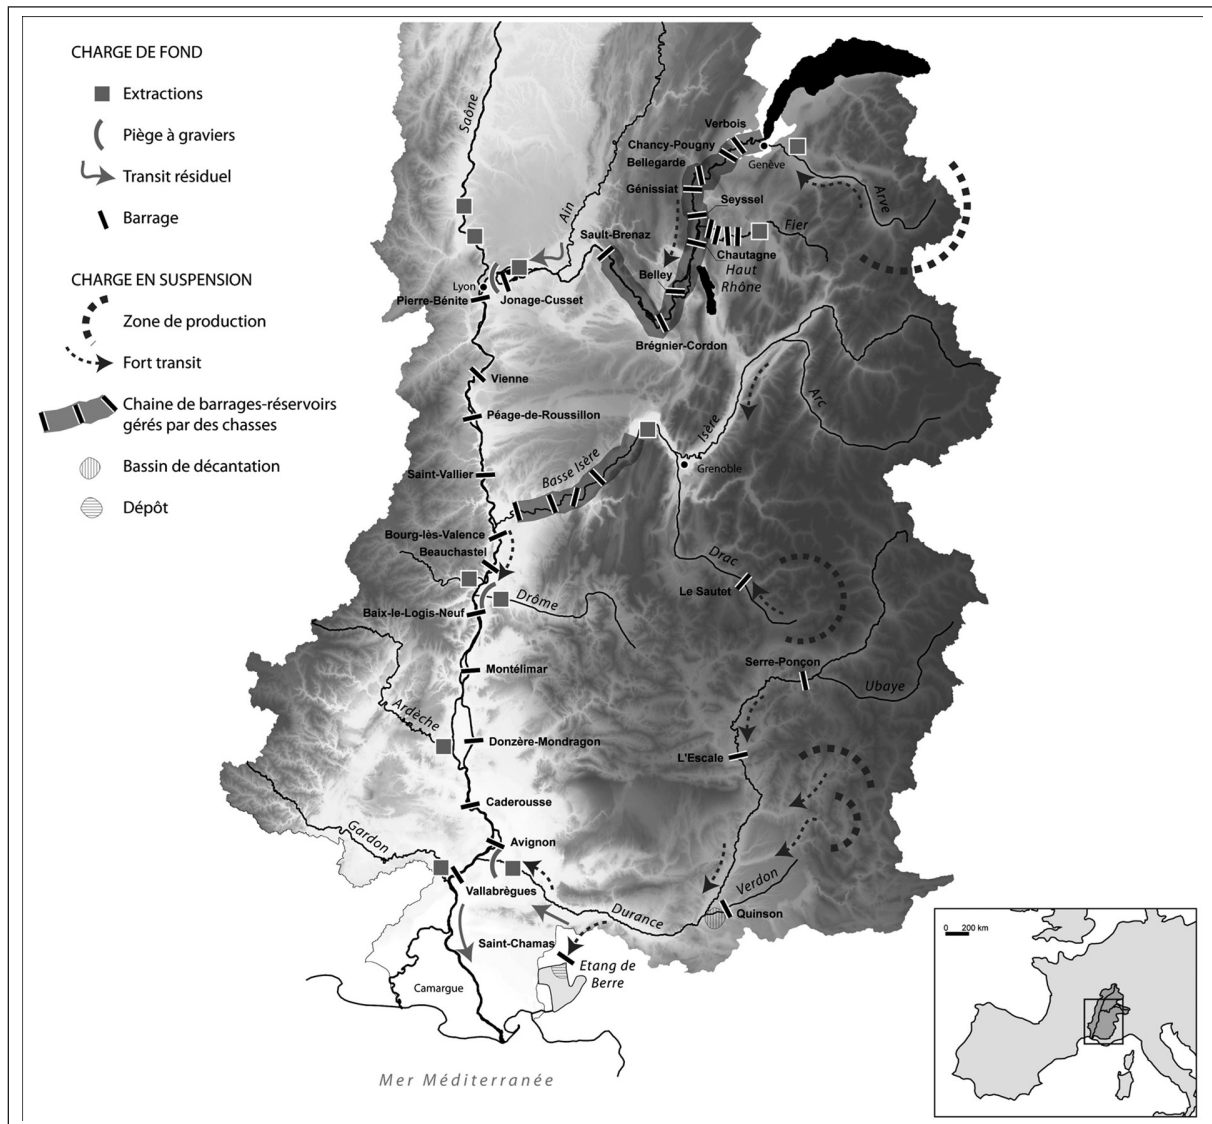 CHARGE DE FOND
Extractions
Piège à graviers
Transit résiduel
Barrage
CHARGE EN SUSPENSION
Zone de production
Fort transit
Chaine de barrages-réservoirs
gérés par des chasses
Bassin de décantation
Dépôt
Saône
Verbois
Chancy-Pougny
Genève
Bellegarde
Génissiat
Arve
Seyssel
Ain
Fier
Sault-Brenaz
Chautagne
Haut
Rhône
Belley
Lyon
Pierre-Bénite
Jonage-Cusset
Brégnier-Cordon
Vienne
Arc
Péage-de-Roussillon
Isère
Saint-Vallier
Basse Isère
Grenoble
Bourg-lès-Valence
Beauchastel
Drac
Le Sautet
Drôme
Baix-le-Logis-Neuf
Serre-Ponçon
Montélimar
Ubaye
Ardèche
Donzère-Mondragon
L'Escale
Caderousse
Gardon
Avignon
Vallabrègues
Verdon
Durance
Quinson
Saint-Chamas
Etang de
Berre
Camargue
Mer Méditerranée
0 200 km